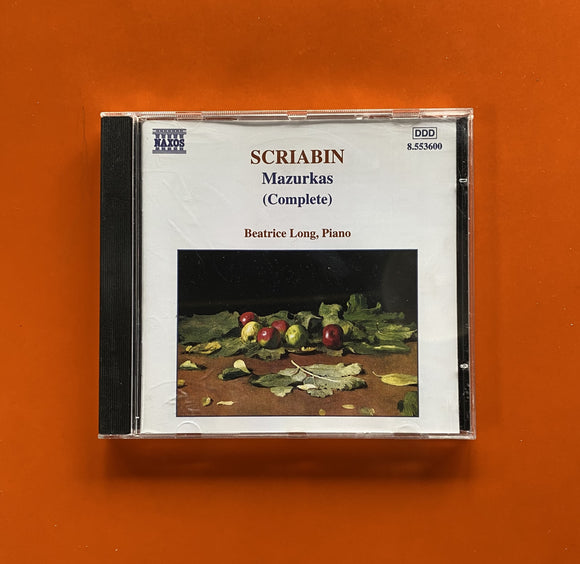 NAXOS
DDD
8.553600
SCRIABIN
Mazurkas
(Complete)
Beatrice Long, Piano